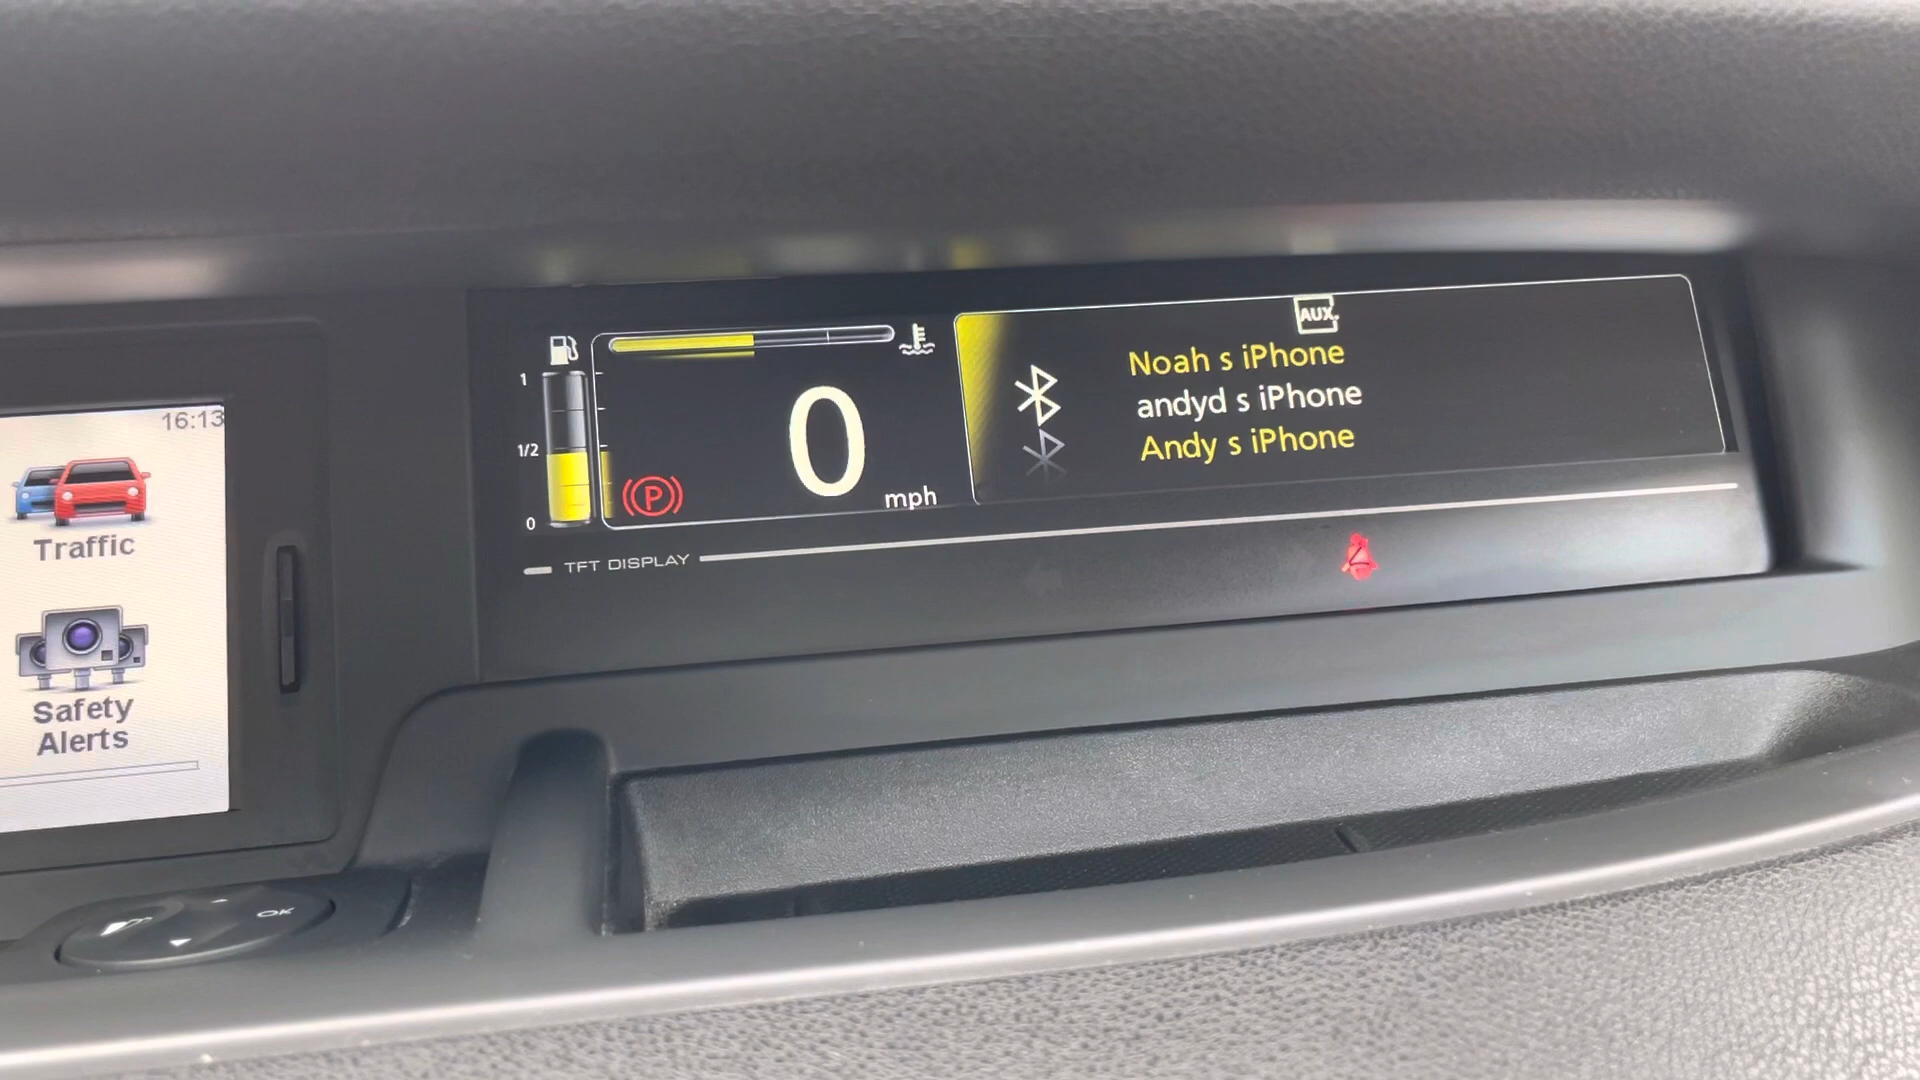 16:13
Traffic
Safety
Alerts
OK
1
1/2
0
P
0
mph
TFT DISPLAY
AUX
Noah s iPhone
andyd s iPhone
Andy s iPhone